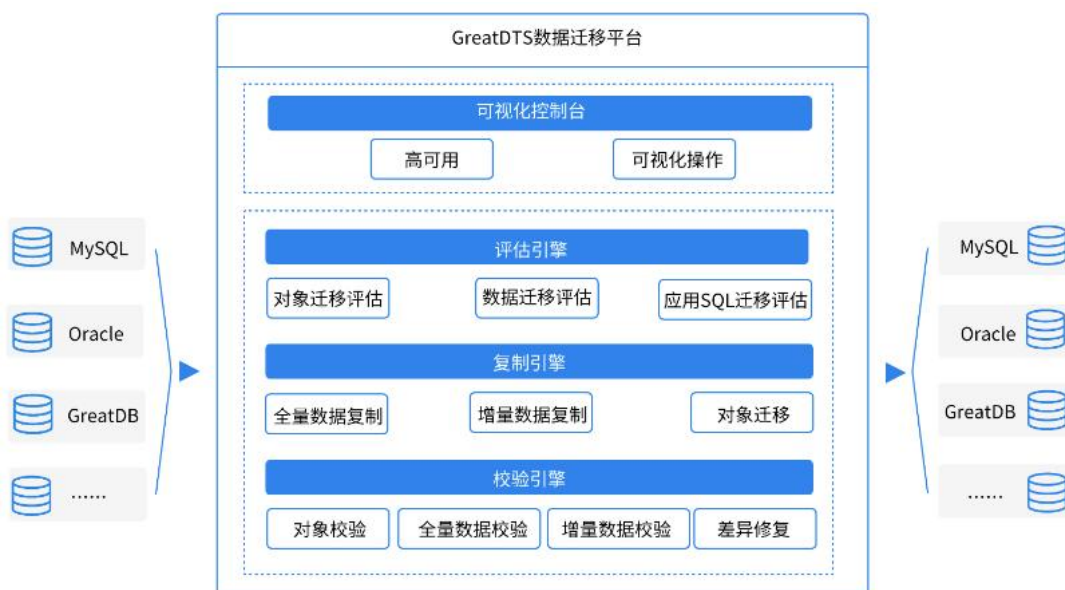 GreatDTS数据迁移平台
可视化控制台
高可用
可视化操作
MySQL
Oracle
GreatDB
......
评估引擎
对象迁移评估
数据迁移评估
应用SQL迁移评估
复制引擎
全量数据复制
增量数据复制
对象迁移
校验引擎
对象校验
全量数据校验
增量数据校验
差异修复
MySQL
Oracle
GreatDB
......